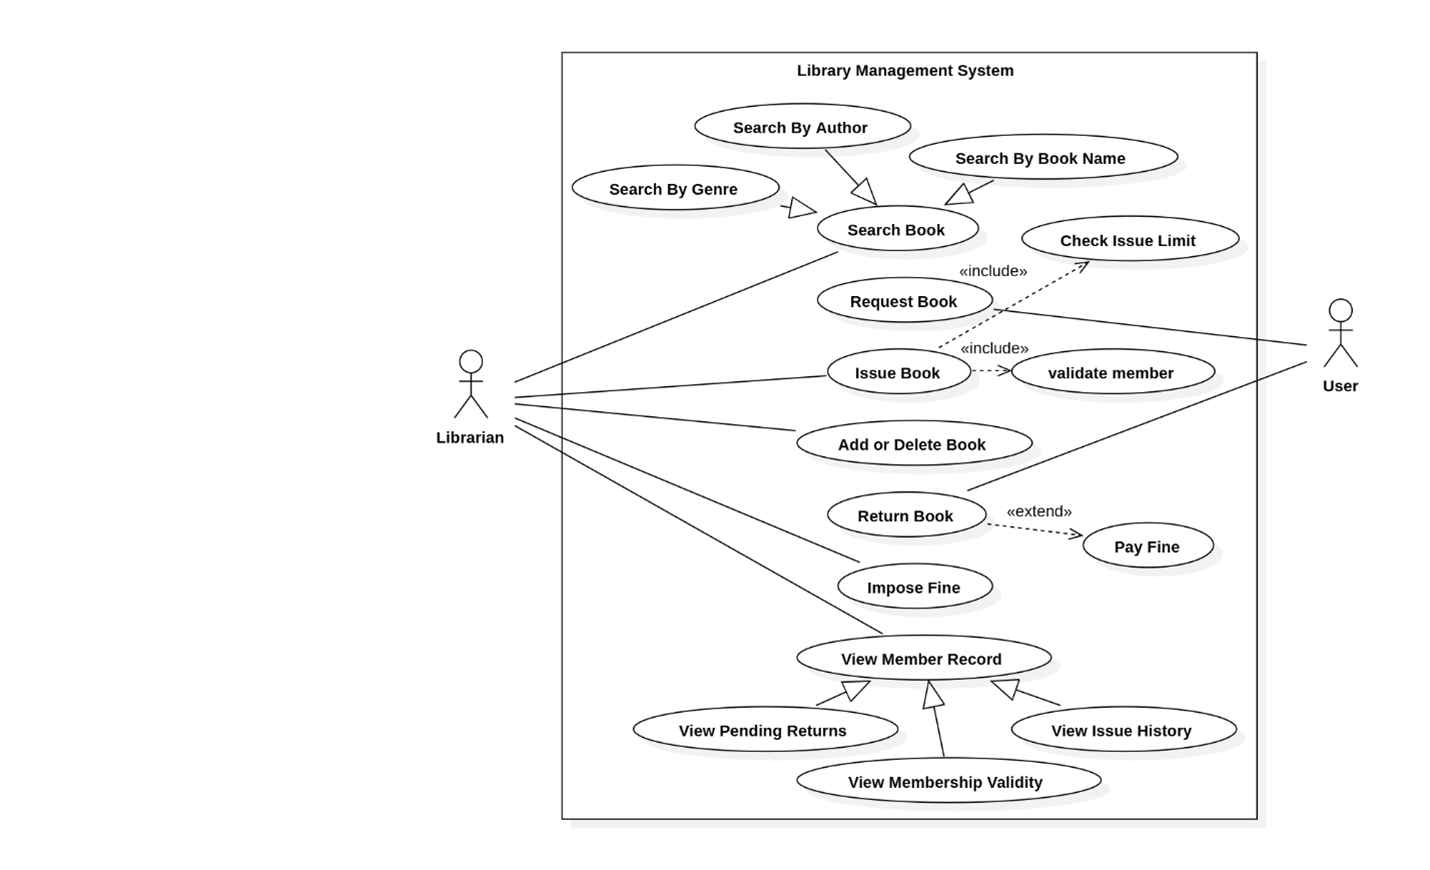 Library Management System
Search By Author
Search By Book Name
Search By Genre
Search Book
Check Issue Limit
«include»
Request Book
«include»
Issue Book
validate member
User
Librarian
Add or Delete Book
Return Book
«extend»
Pay Fine
Impose Fine
View Member Record
View Pending Returns
View Issue History
View Membership Validity